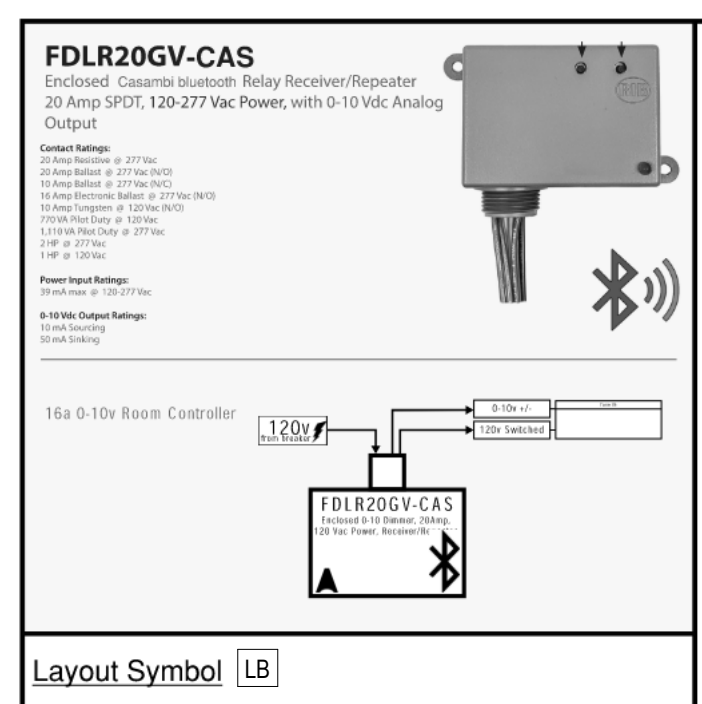 FDLR20GV-CAS
Enclosed Casambi bluetooth Relay Receiver/Repeater
20 Amp SPDT, 120-277 Vac Power, with 0-10 Vdc Analog
Output
Contact Ratings:
20 Amp Resistive @ 277 Vac
20 Amp Ballast @ 277 Vac (N/O)
10 Amp Ballast @ 277 Vac (N/C)
16 Amp Electronic Ballast @ 277 Vac (N/O)
10 Amp Tungsten @ 120 Vac (N/O)
770 VA Pilot Duty @ 120 Vac
1,110 VA Pilot Duty @ 277 Vac
2 HP @ 277 Vac
1 HP @ 120 Vac
Power Input Ratings:
39 mA max @ 120-277 Vac
0-10 Vdc Output Ratings:
10 mA Sourcing
50 mA Sinking
16a 0-10v Room Controller
120v
from breaker
0-10v +/-
120v Switched
FDLR20GV-CAS
Enclosed 0-10 Dimmer, 20Amp,
120 Vac Power, Receiver/
Layout Symbol LB